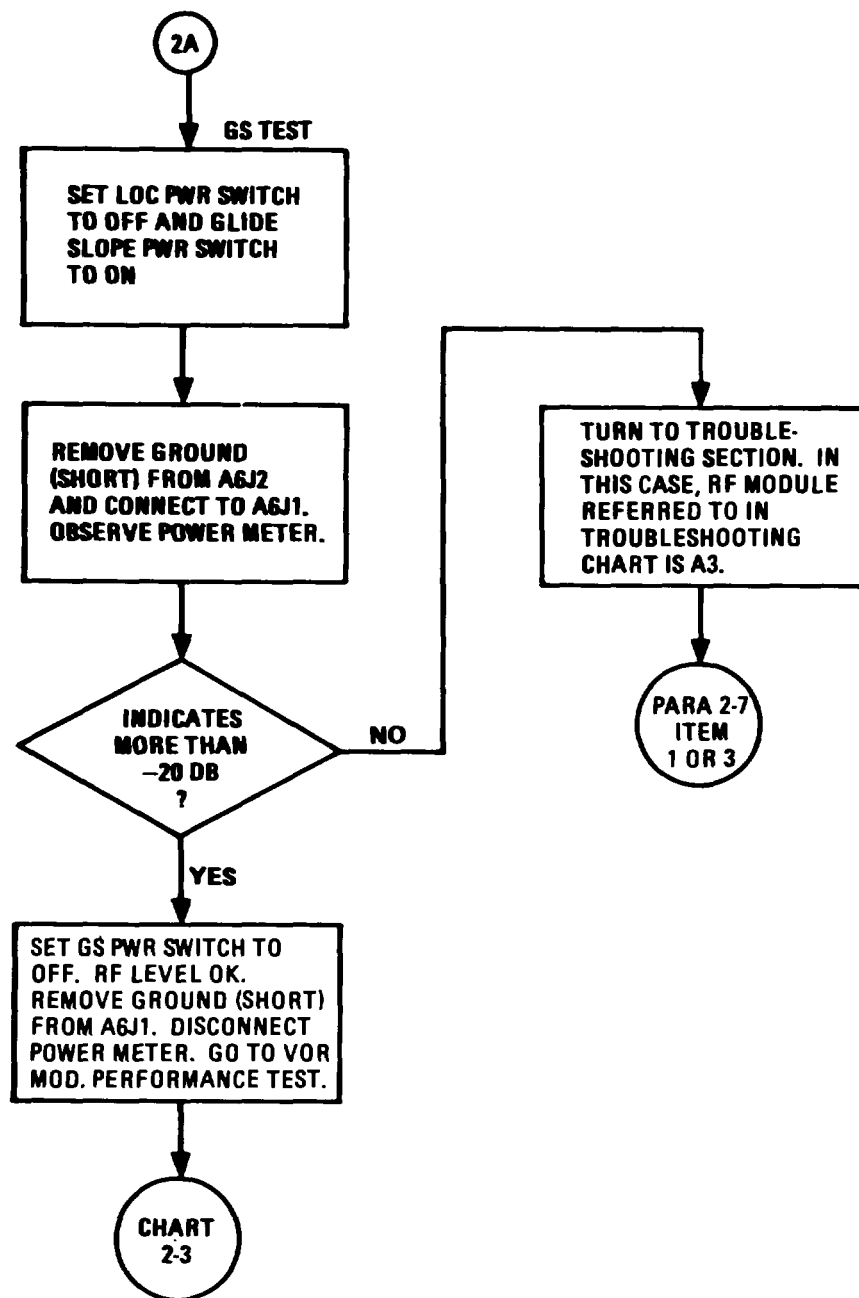 2A
GS TEST
SET LOC PWR SWITCH
TO OFF AND GLIDE
SLOPE PWR SWITCH
TO ON
REMOVE GROUND
(SHORT) FROM A6J2
AND CONNECT TO A6J1.
OBSERVE POWER METER.
INDICATES
MORE THAN
–20 DB
?
NO
TURN TO TROUBLE-
SHOOTING SECTION. IN
THIS CASE, RF MODULE
REFERRED TO IN
TROUBLESHOOTING
CHART IS A3.
PARA 2-7
ITEM
1 OR 3
YES
SET GS PWR SWITCH TO
OFF. RF LEVEL OK.
REMOVE GROUND (SHORT)
FROM A6J1. DISCONNECT
POWER METER. GO TO VOR
MOD. PERFORMANCE TEST.
CHART
2-3